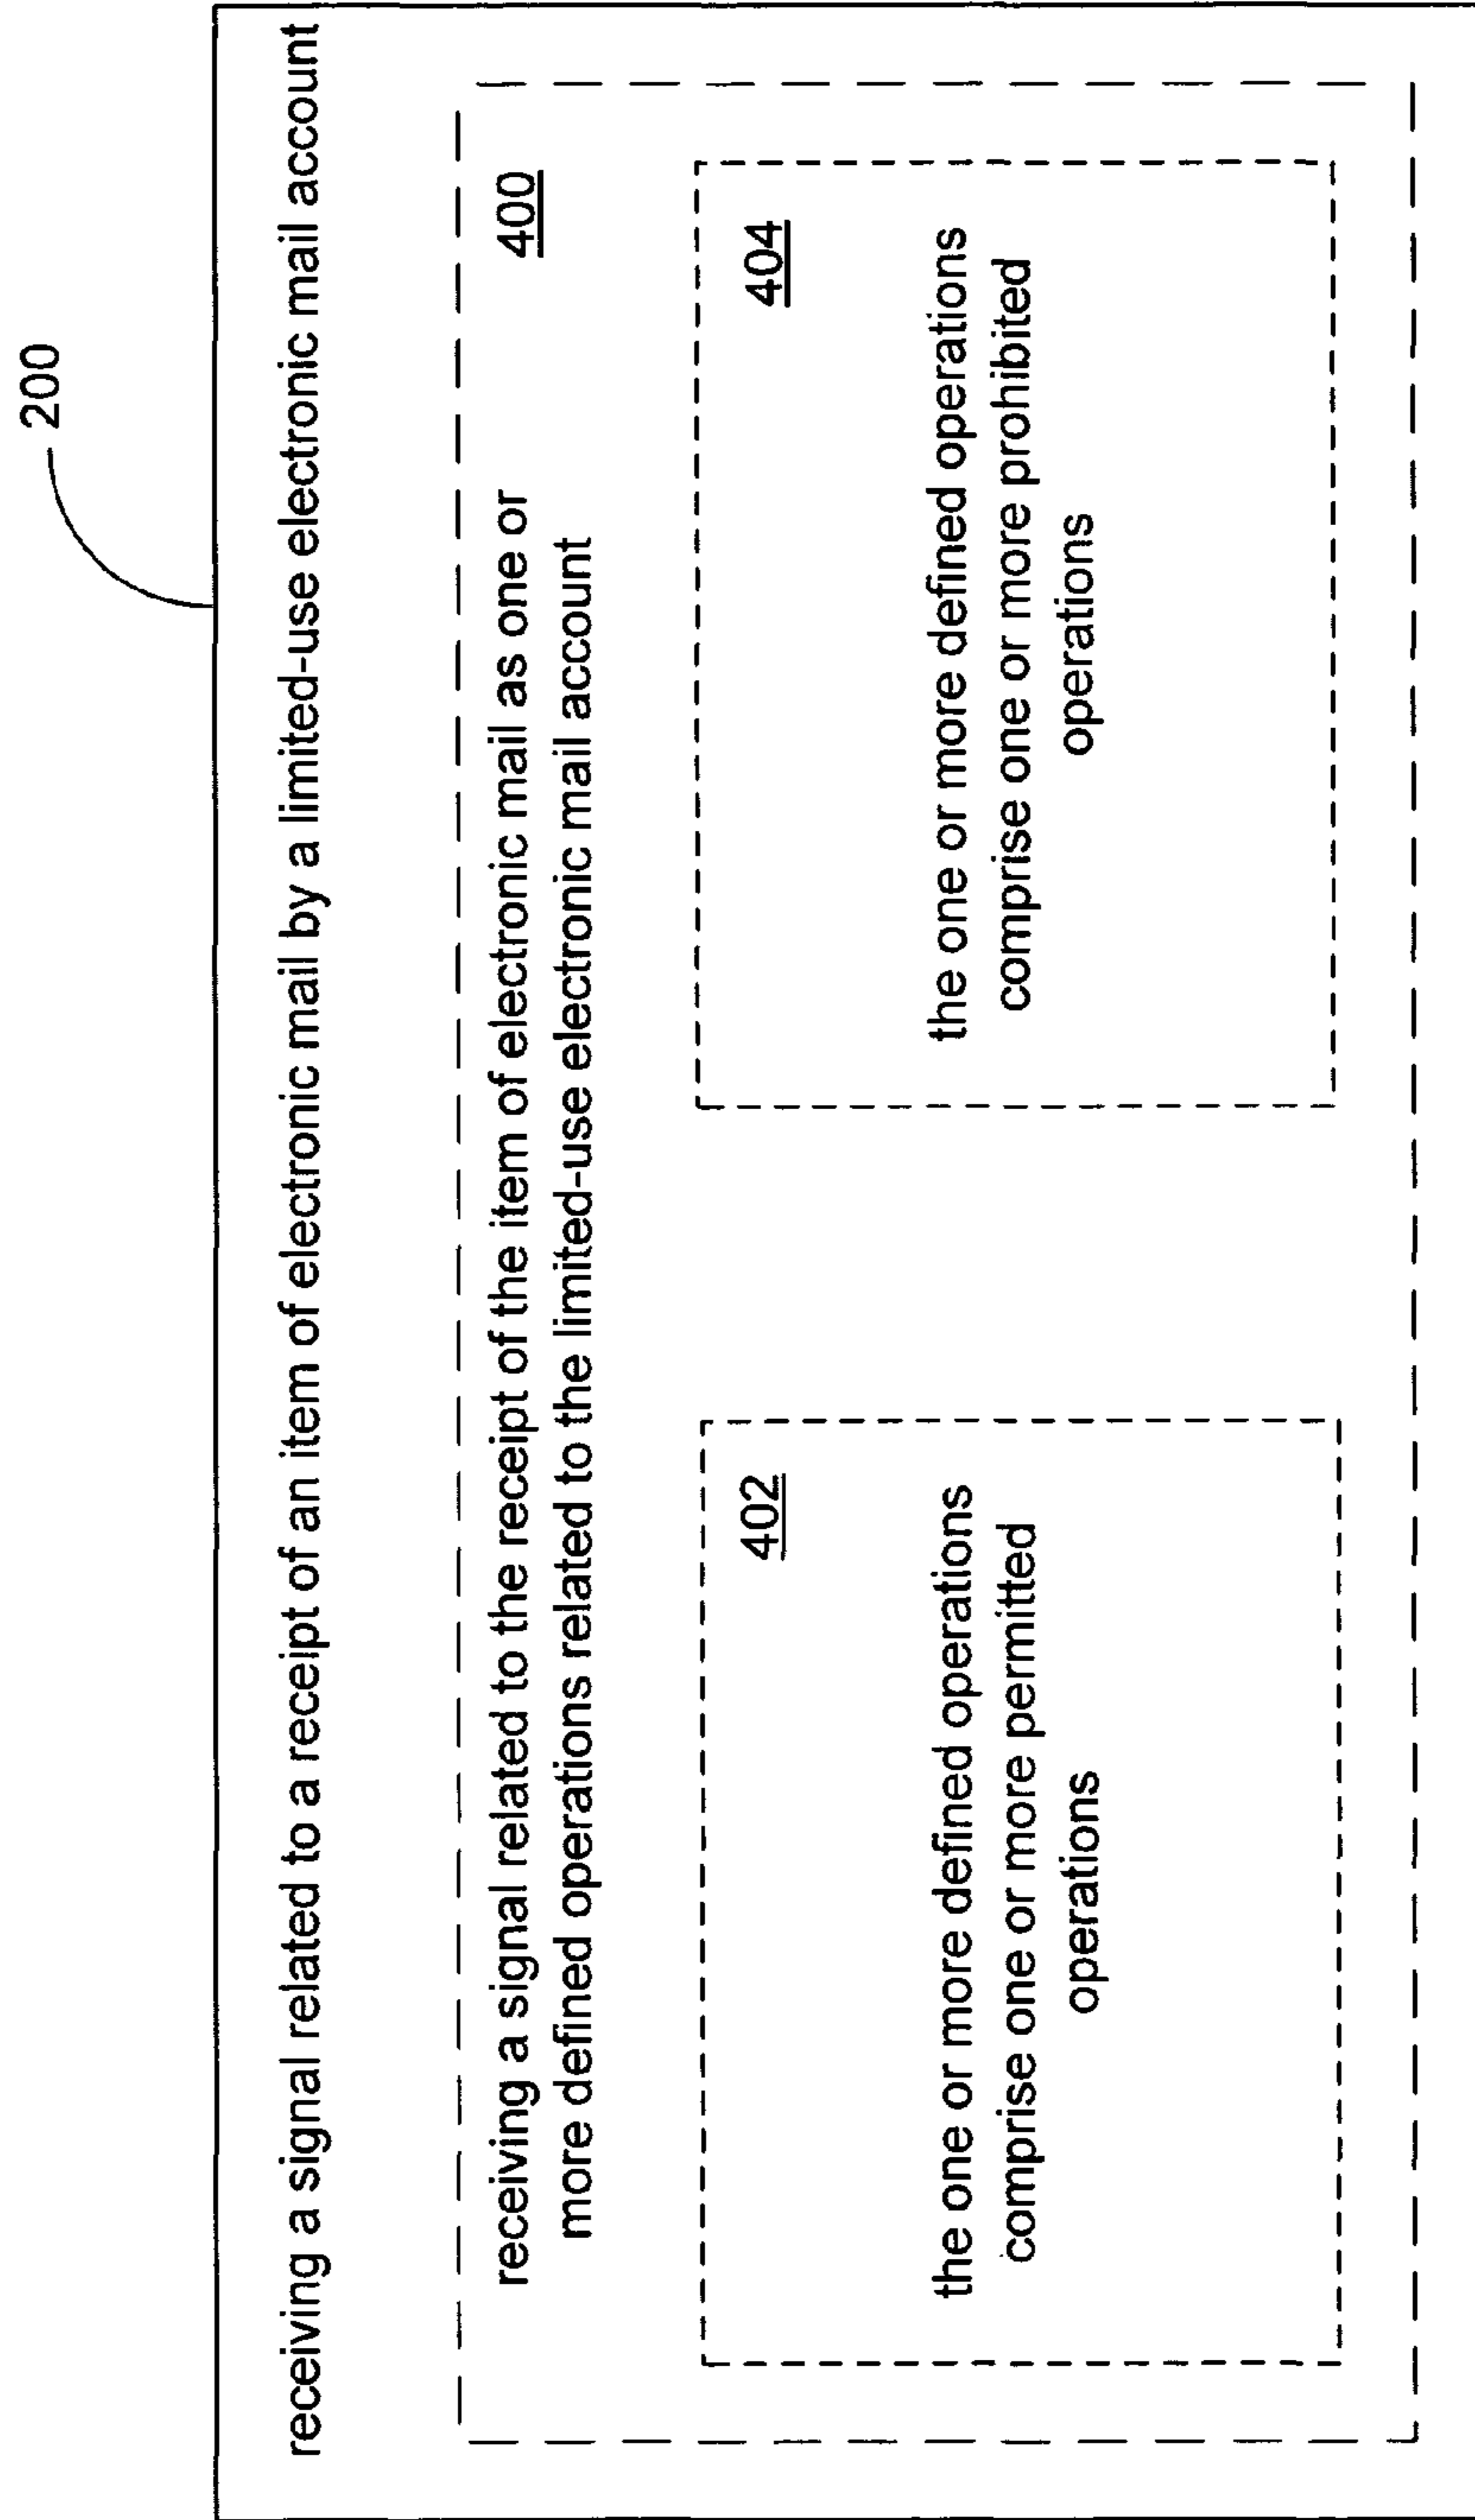 200
receiving a signal related to a receipt of an item of electronic mail by a limited-use electronic mail account
400
receiving a signal related to the receipt of the item of electronic mail as one or
more defined operations related to the limited-use electronic mail account
402
the one or more defined operations
comprise one or more permitted
operations
404
the one or more defined operations
comprise one or more prohibited
operations